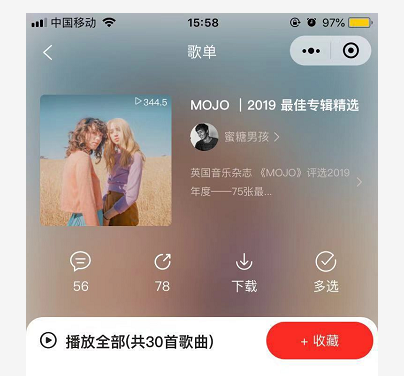 中国移动 15:58 97%
歌单
344.5
MOJO ｜2019 最佳专辑精选
蜜糖男孩
英国音乐杂志 《MOJO》评选2019
年度——75张最...
56 78 下载 多选
播放全部(共30首歌曲) + 收藏